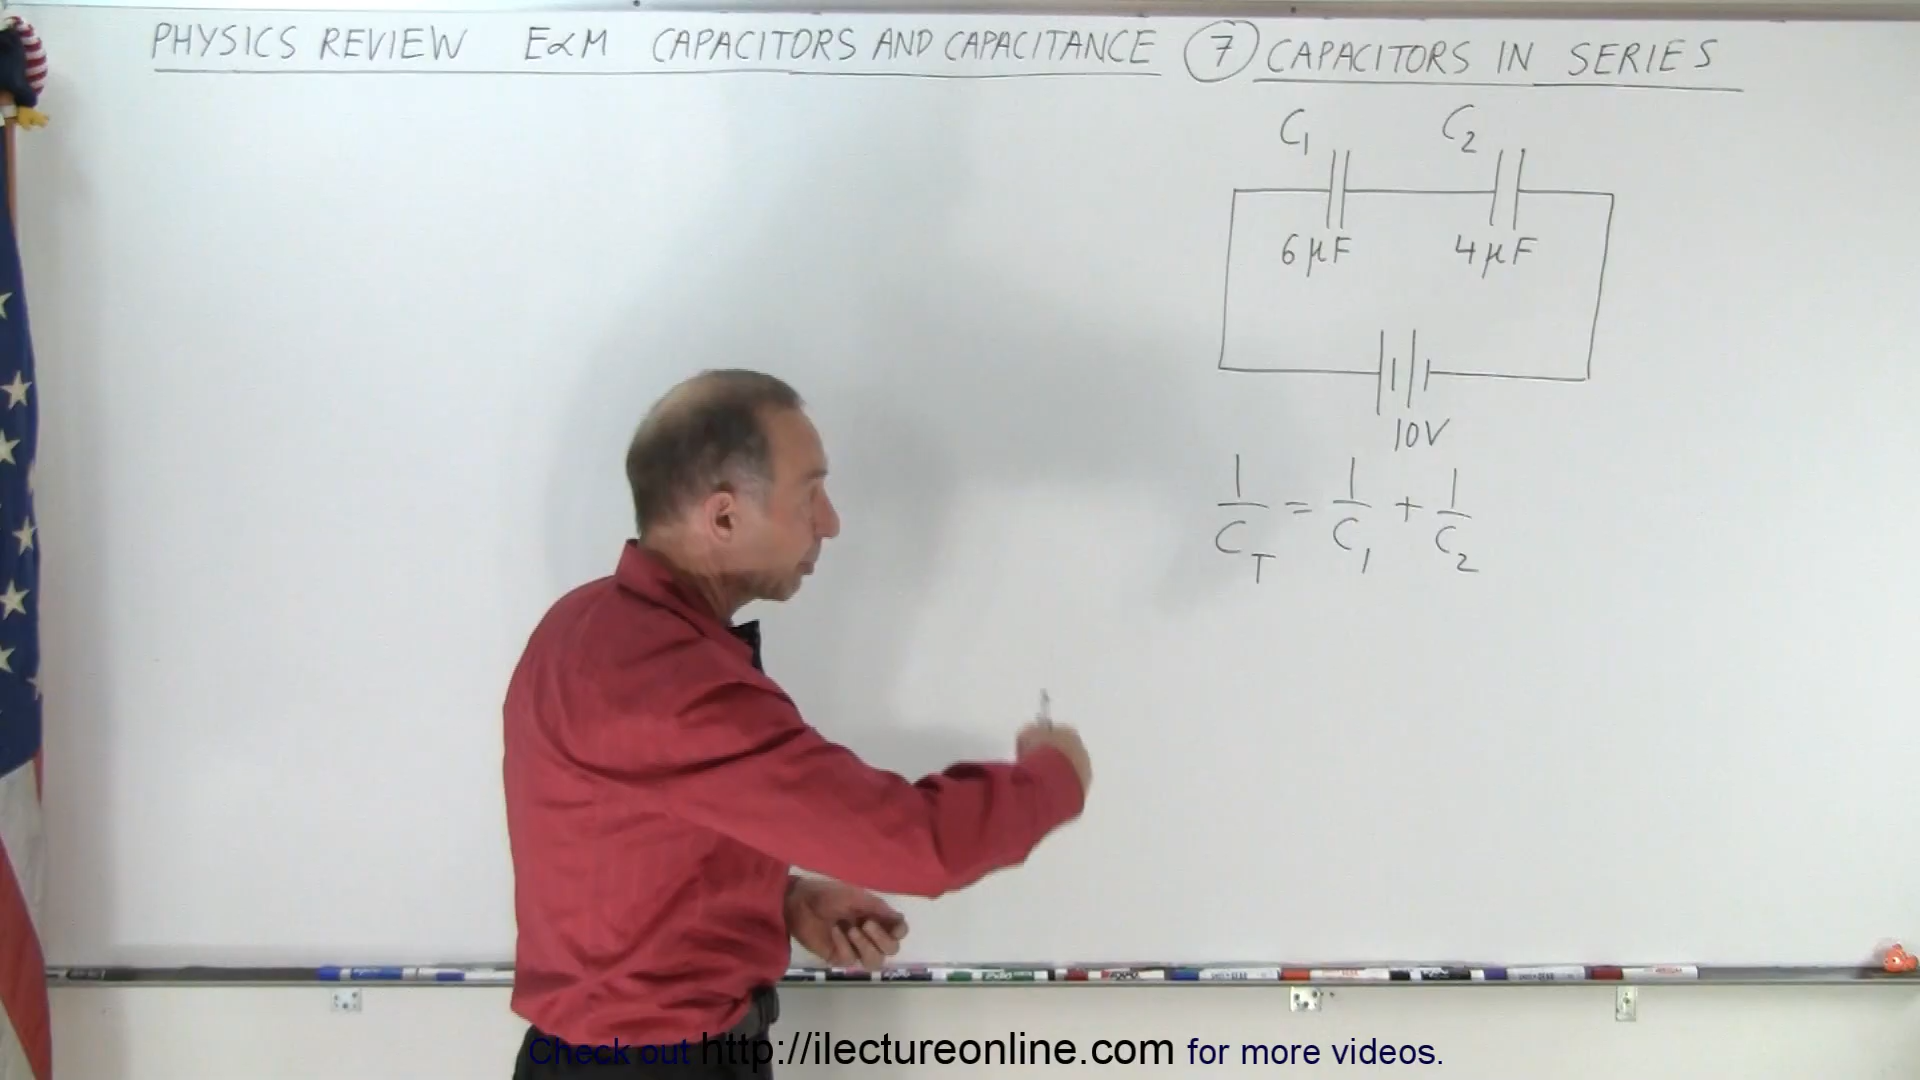 PHYSICS REVIEW E&M CAPACITORS AND CAPACITANCE 7 CAPACITORS IN SERIES
C₁ C₂
6μF 4μF
10V
1/C_T = 1/C₁ + 1/C₂
Check out http://ilectureonline.com for more videos.